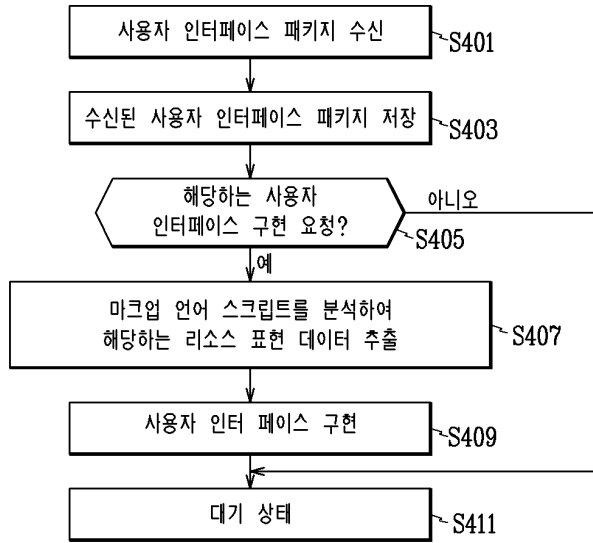 사용자 인터페이스 패키지 수신
S401
수신된 사용자 인터페이스 패키지 저장
S403
해당하는 사용자
인터페이스 구현 요청?
아니오
S405
예
마크업 언어 스크립트를 분석하여
해당하는 리소스 표현 데이터 추출
S407
사용자 인터 페이스 구현
S409
대기 상태
S411